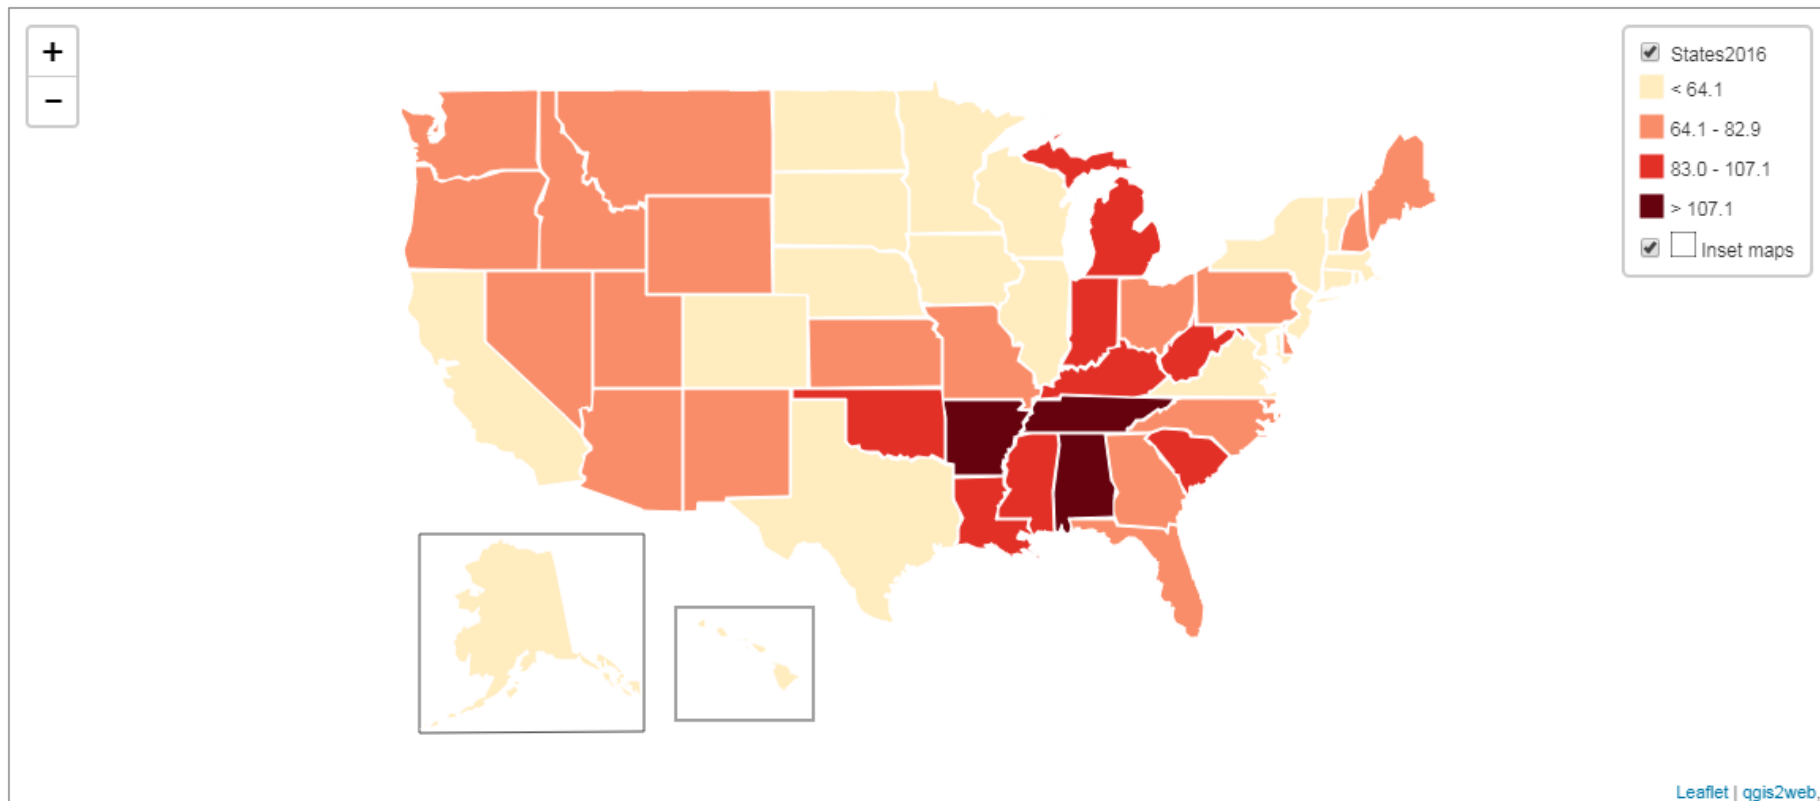 +
−
States2016
< 64.1
64.1 - 82.9
83.0 - 107.1
> 107.1
Inset maps
Leaflet | qgis2web,